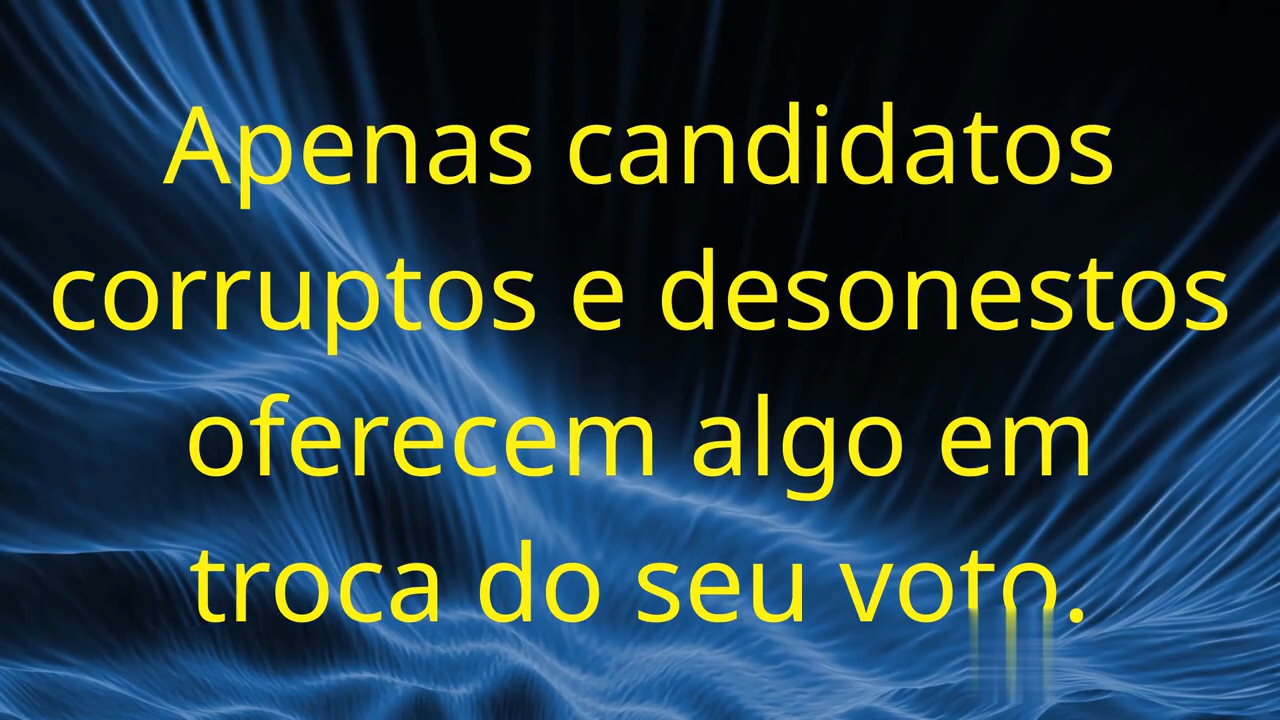 Apenas candidatos
corruptos e desonestos
oferecem algo em
troca do seu voto.